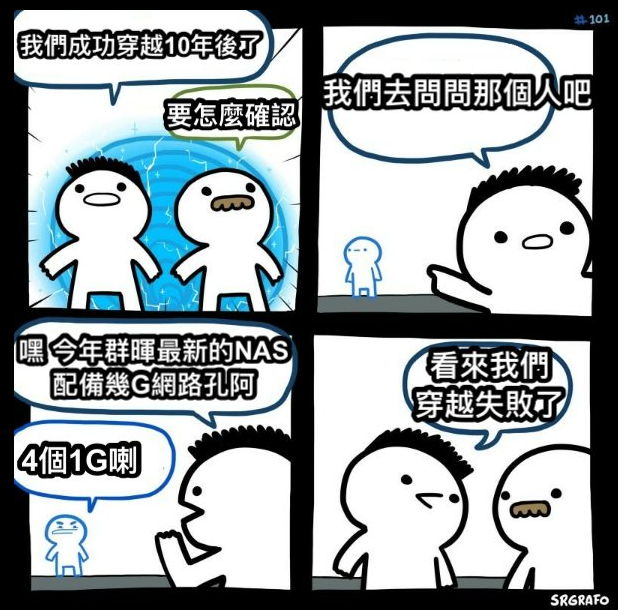 #101
我們成功穿越10年後了
要怎麼確認
我們去問問那個人吧
嘿 今年群暉最新的NAS
配備幾G網路孔阿
4個1G喇
看來我們
穿越失敗了
SRGRAFO